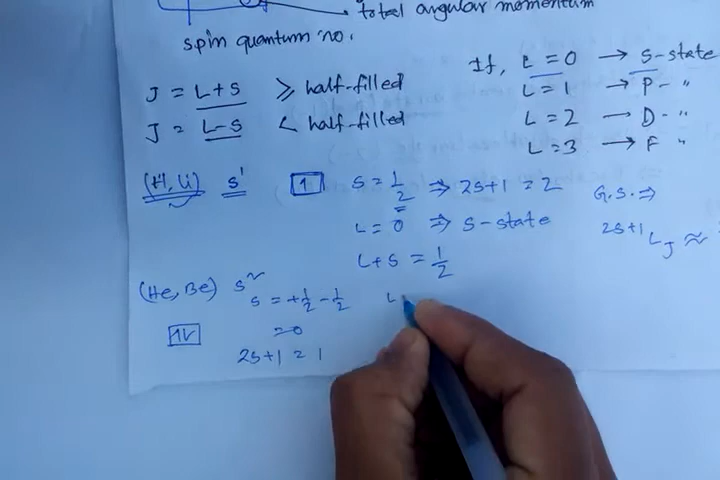 total angular momentum
spin quantum no.
J = L+S ≥ half-filled
J = L-S < half-filled
If, L = 0 → S-state
L = 1 → P- "
L = 2 → D- "
L = 3 → F "
(H, Li) s¹ 1 S = 1/2 ⇒ 2S+1 = 2
L = 0 ⇒ S-state
L+S = 1/2
G.S. ⇒
2S+1 L J ≈
(He, Be) s² S = +1/2 - 1/2 L
1l = 0
2S+1 = 1